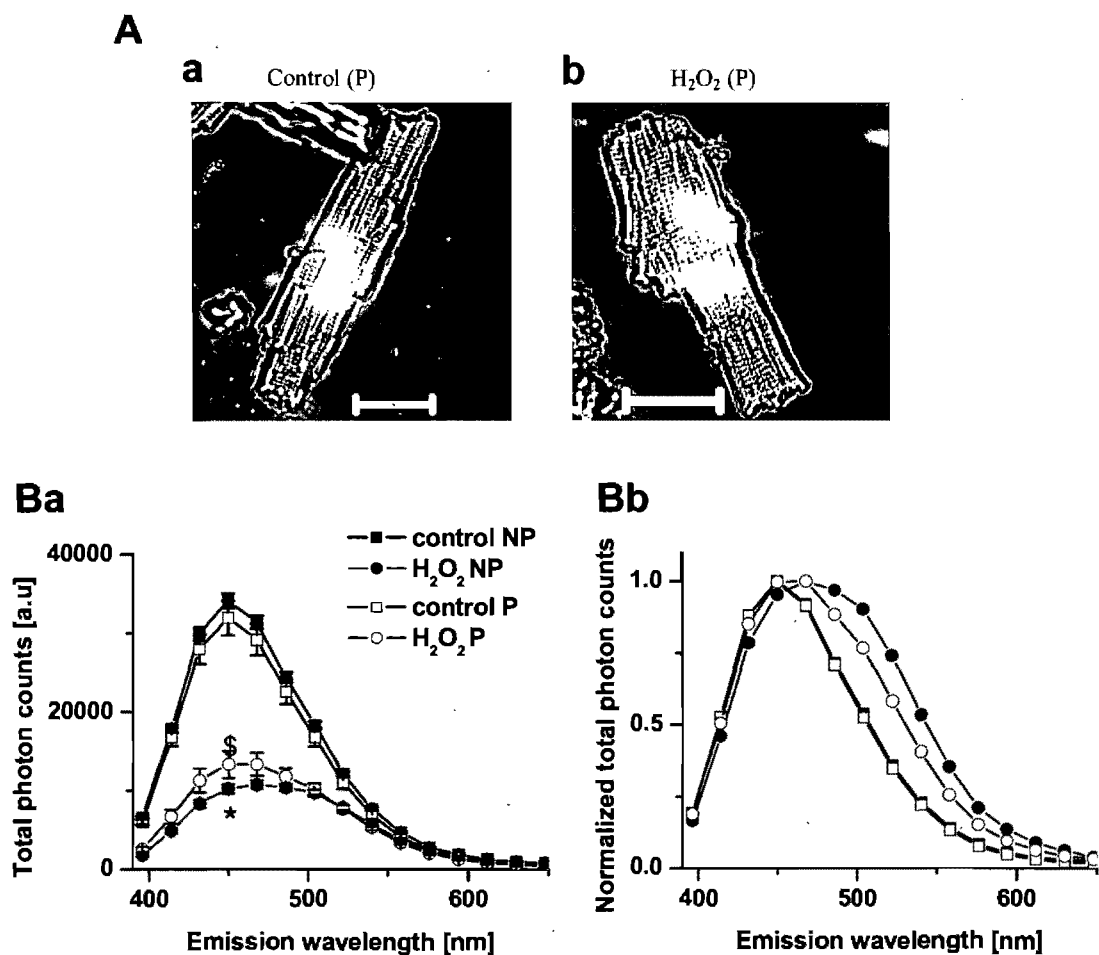 A
a Control (P)
b H₂O₂ (P)
Ba
Total photon counts [a.u]
40000
20000
0
400 500 600
Emission wavelength [nm]
control NP
H₂O₂ NP
control P
H₂O₂ P
$
*
Bb
Normalized total photon counts
1.0
0.5
0.0
400 500 600
Emission wavelength [nm]